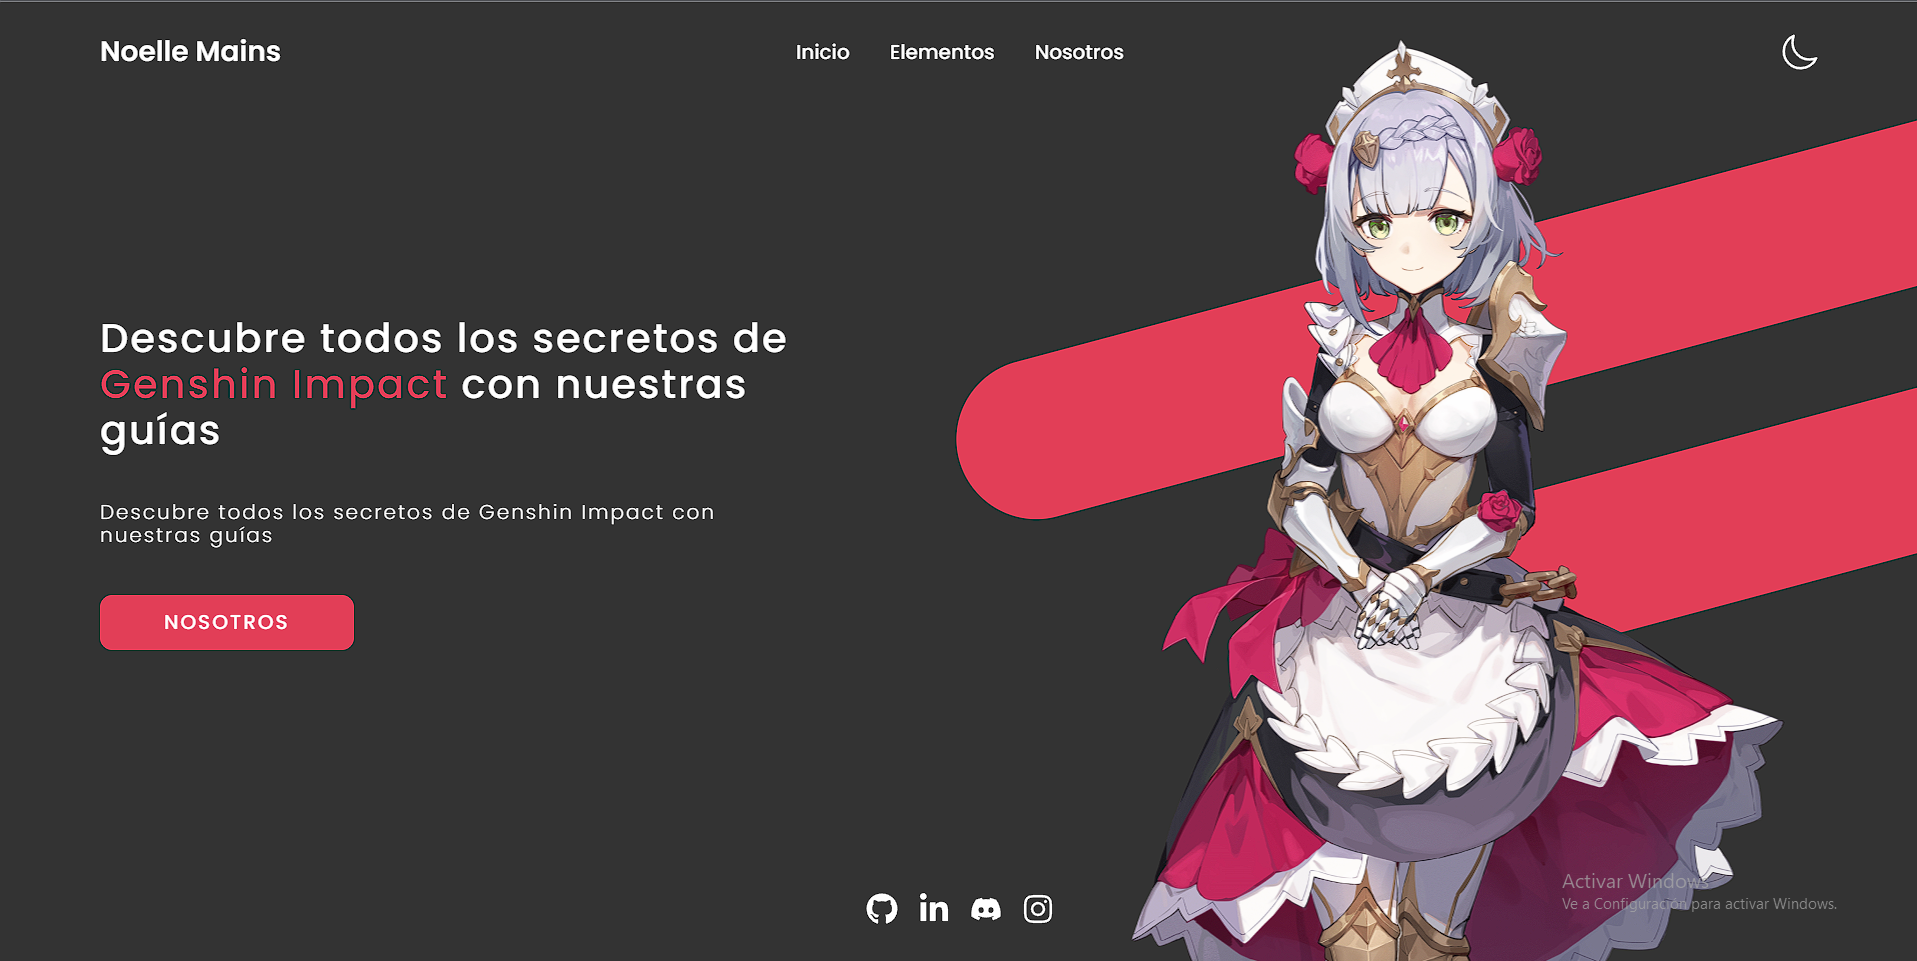 Noelle Mains
Inicio
Elementos
Nosotros
Descubre todos los secretos de
Genshin Impact con nuestras
guías
Descubre todos los secretos de Genshin Impact con
nuestras guías
NOSOTROS
in
Activar Windows
Ve a Configuración para activar Windows.